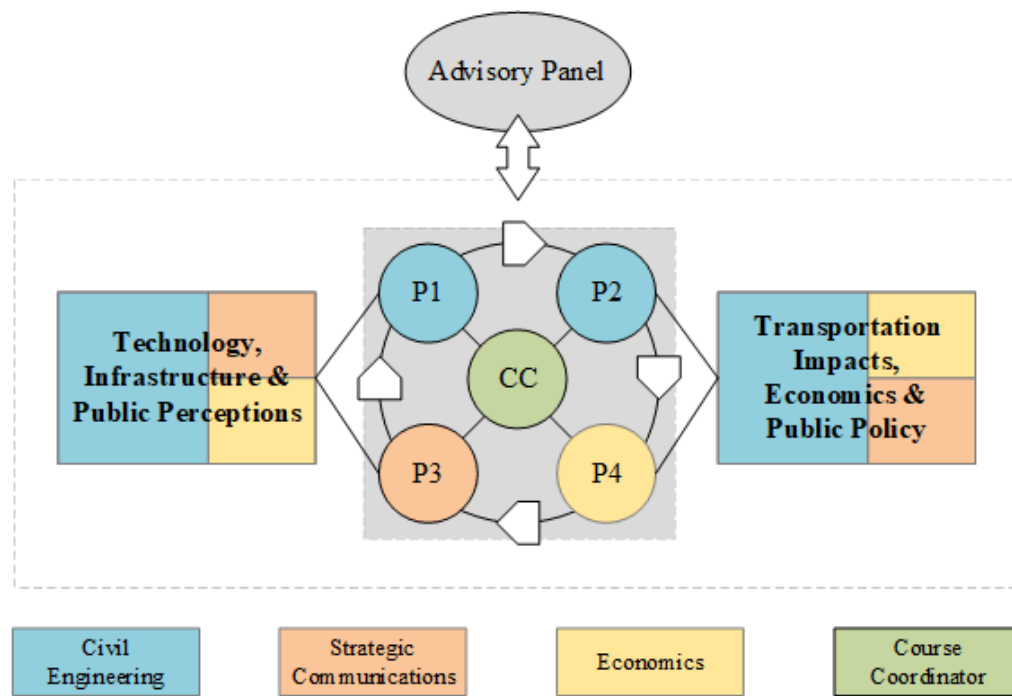 Advisory Panel
P1
P2
Technology,
Infrastructure &
Public Perceptions
CC
Transportation
Impacts,
Economics &
Public Policy
P3
P4
Civil
Engineering
Strategic
Communications
Economics
Course
Coordinator